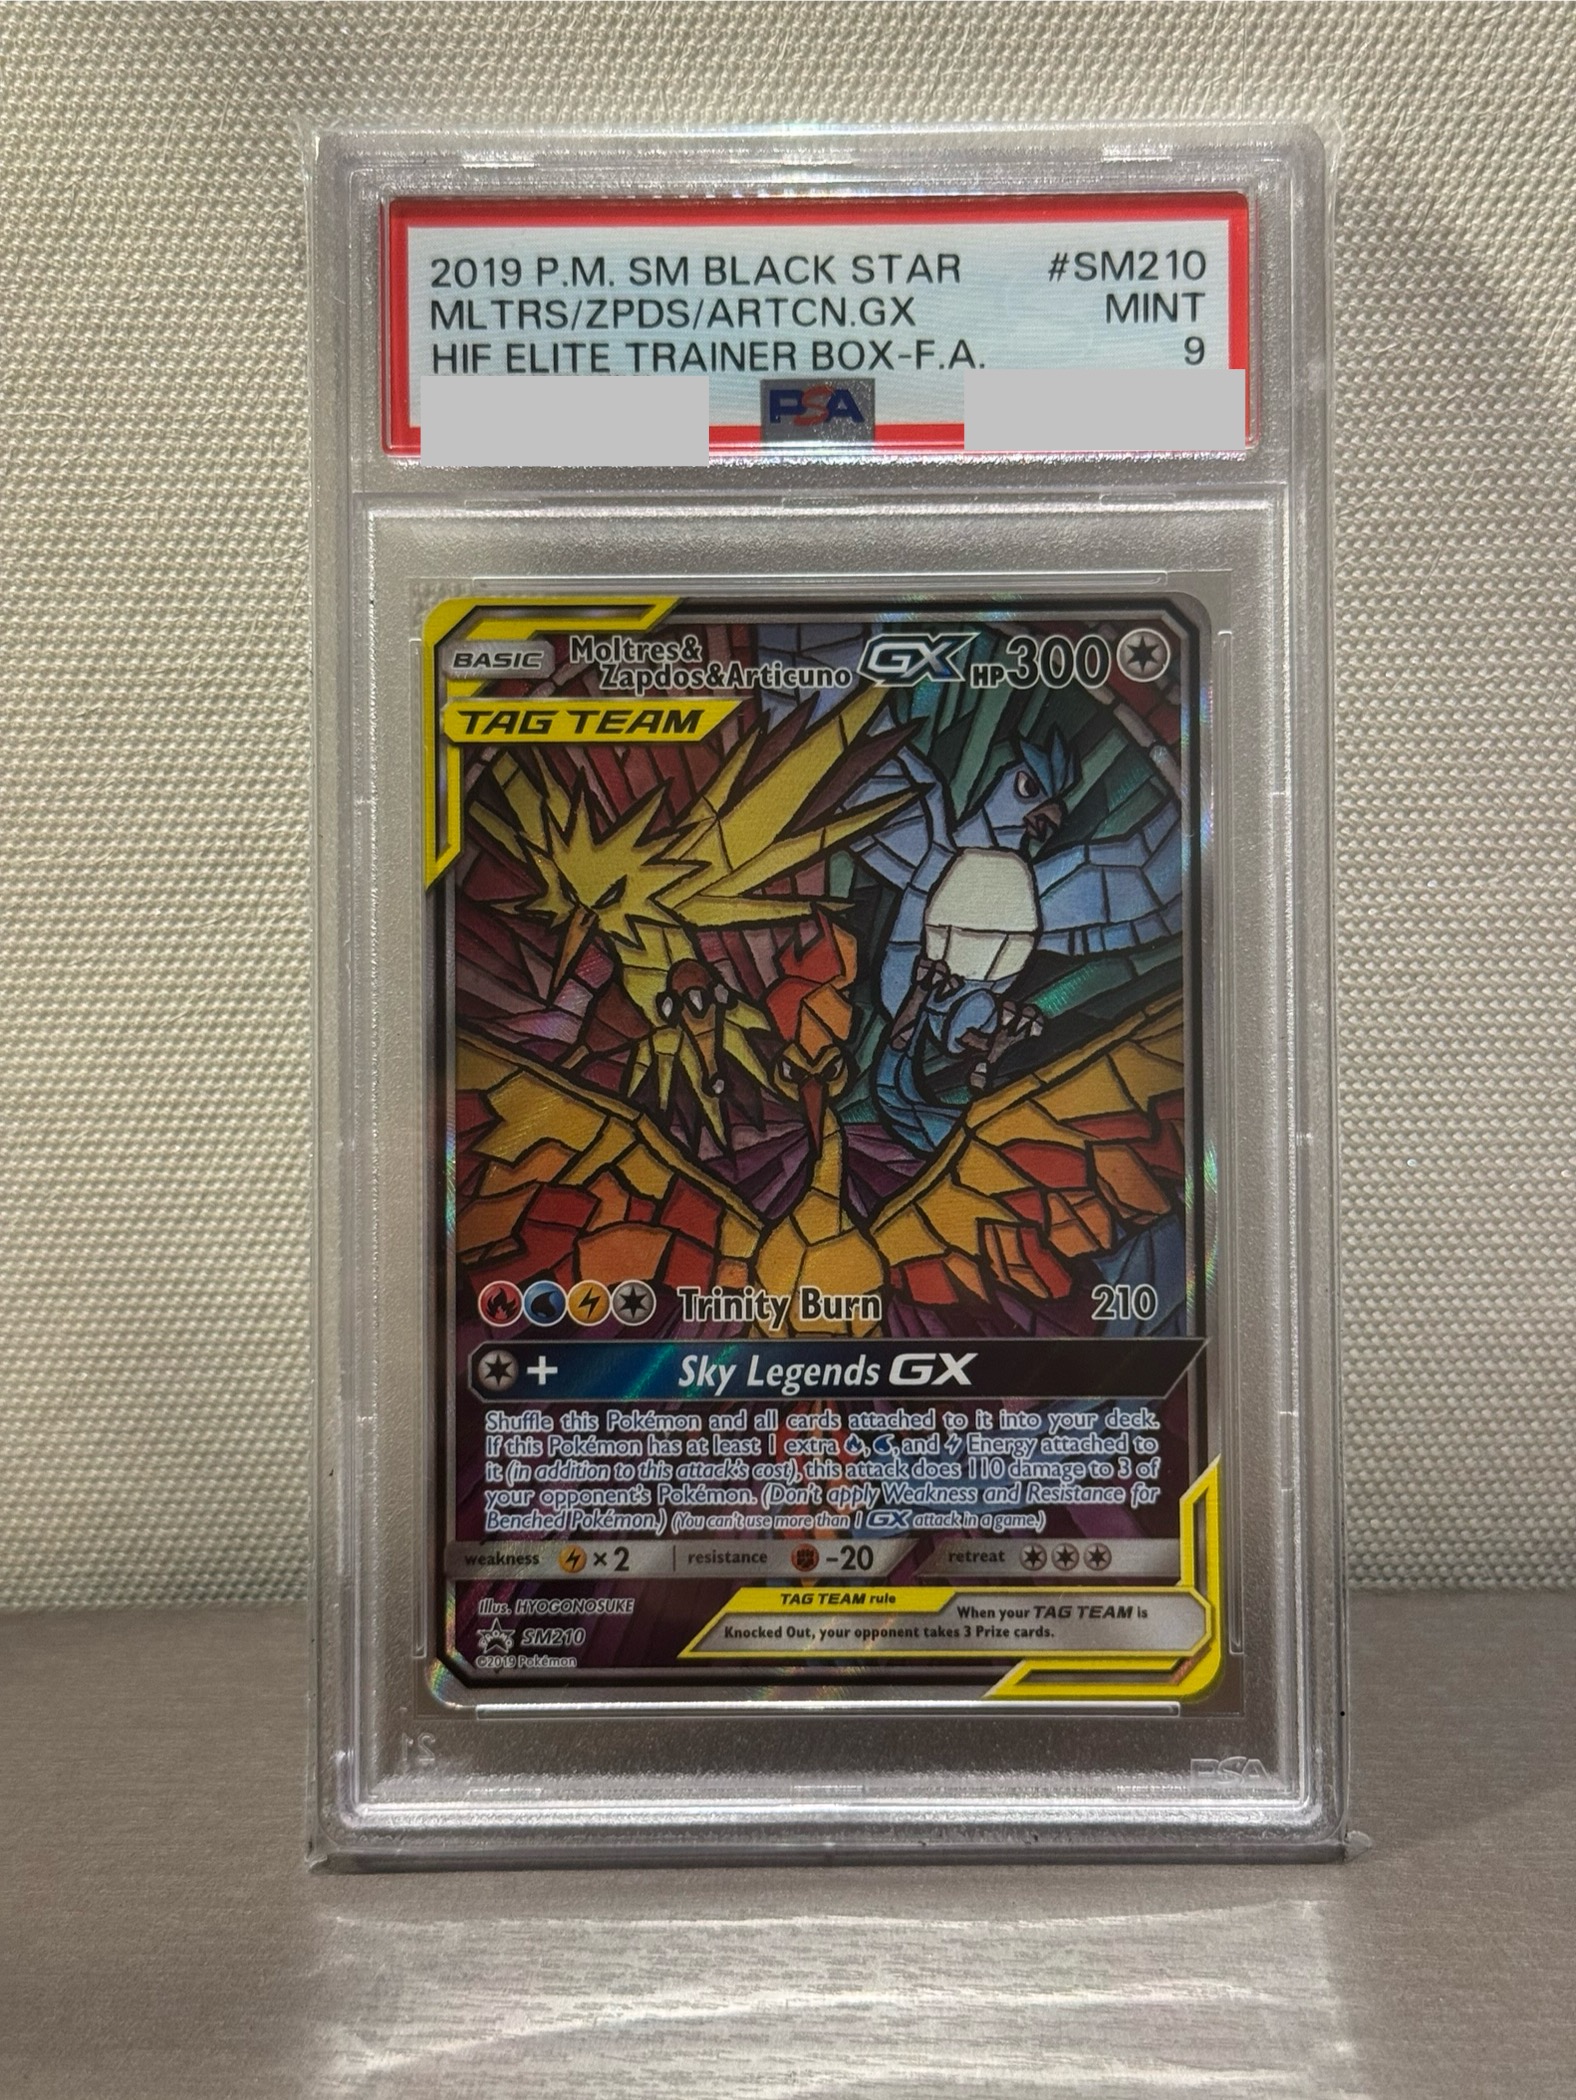 2019 P.M. SM BLACK STAR #SM210
MLTRS/ZPDS/ARTCN.GX MINT
HIF ELITE TRAINER BOX-F.A. 9
PSA
BASIC Moltres&
Zapdos&Articuno GX HP300
TAG TEAM
Trinity Burn 210
+ Sky Legends GX
Shuffle this Pokémon and all cards attached to it into your deck.
If this Pokémon has at least 1 extra , , and Energy attached to
it (in addition to this attack's cost), this attack does 110 damage to 3 of
your opponent's Pokémon. (Don't apply Weakness and Resistance for
Benched Pokémon.) (You can't use more than 1 GX attack in a game.)
weakness ×2 resistance -20 retreat
illus. HYOGONOSUKE
TAG TEAM rule
When your TAG TEAM is
Knocked Out, your opponent takes 3 Prize cards.
PROMO SM210
©2019 Pokémon
21
PSA